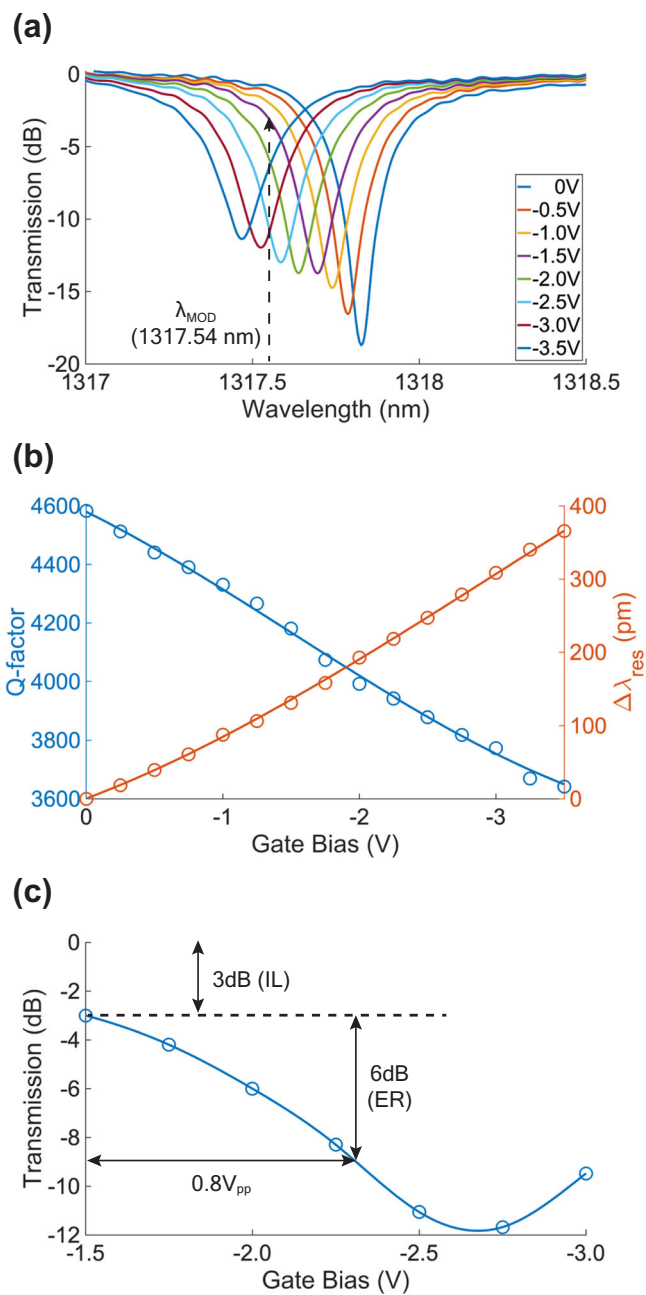 (a)
0
-5
-10
-15
-20
Transmission (dB)
λMOD
(1317.54 nm)
0V
-0.5V
-1.0V
-1.5V
-2.0V
-2.5V
-3.0V
-3.5V
1317
1317.5
1318
1318.5
Wavelength (nm)
(b)
4600
4400
4200
4000
3800
3600
Q-factor
400
300
200
100
0
Δλres (pm)
0
-1
-2
-3
Gate Bias (V)
(c)
0
-2
-4
-6
-8
-10
-12
Transmission (dB)
3dB (IL)
6dB
(ER)
0.8Vpp
-1.5
-2.0
-2.5
-3.0
Gate Bias (V)